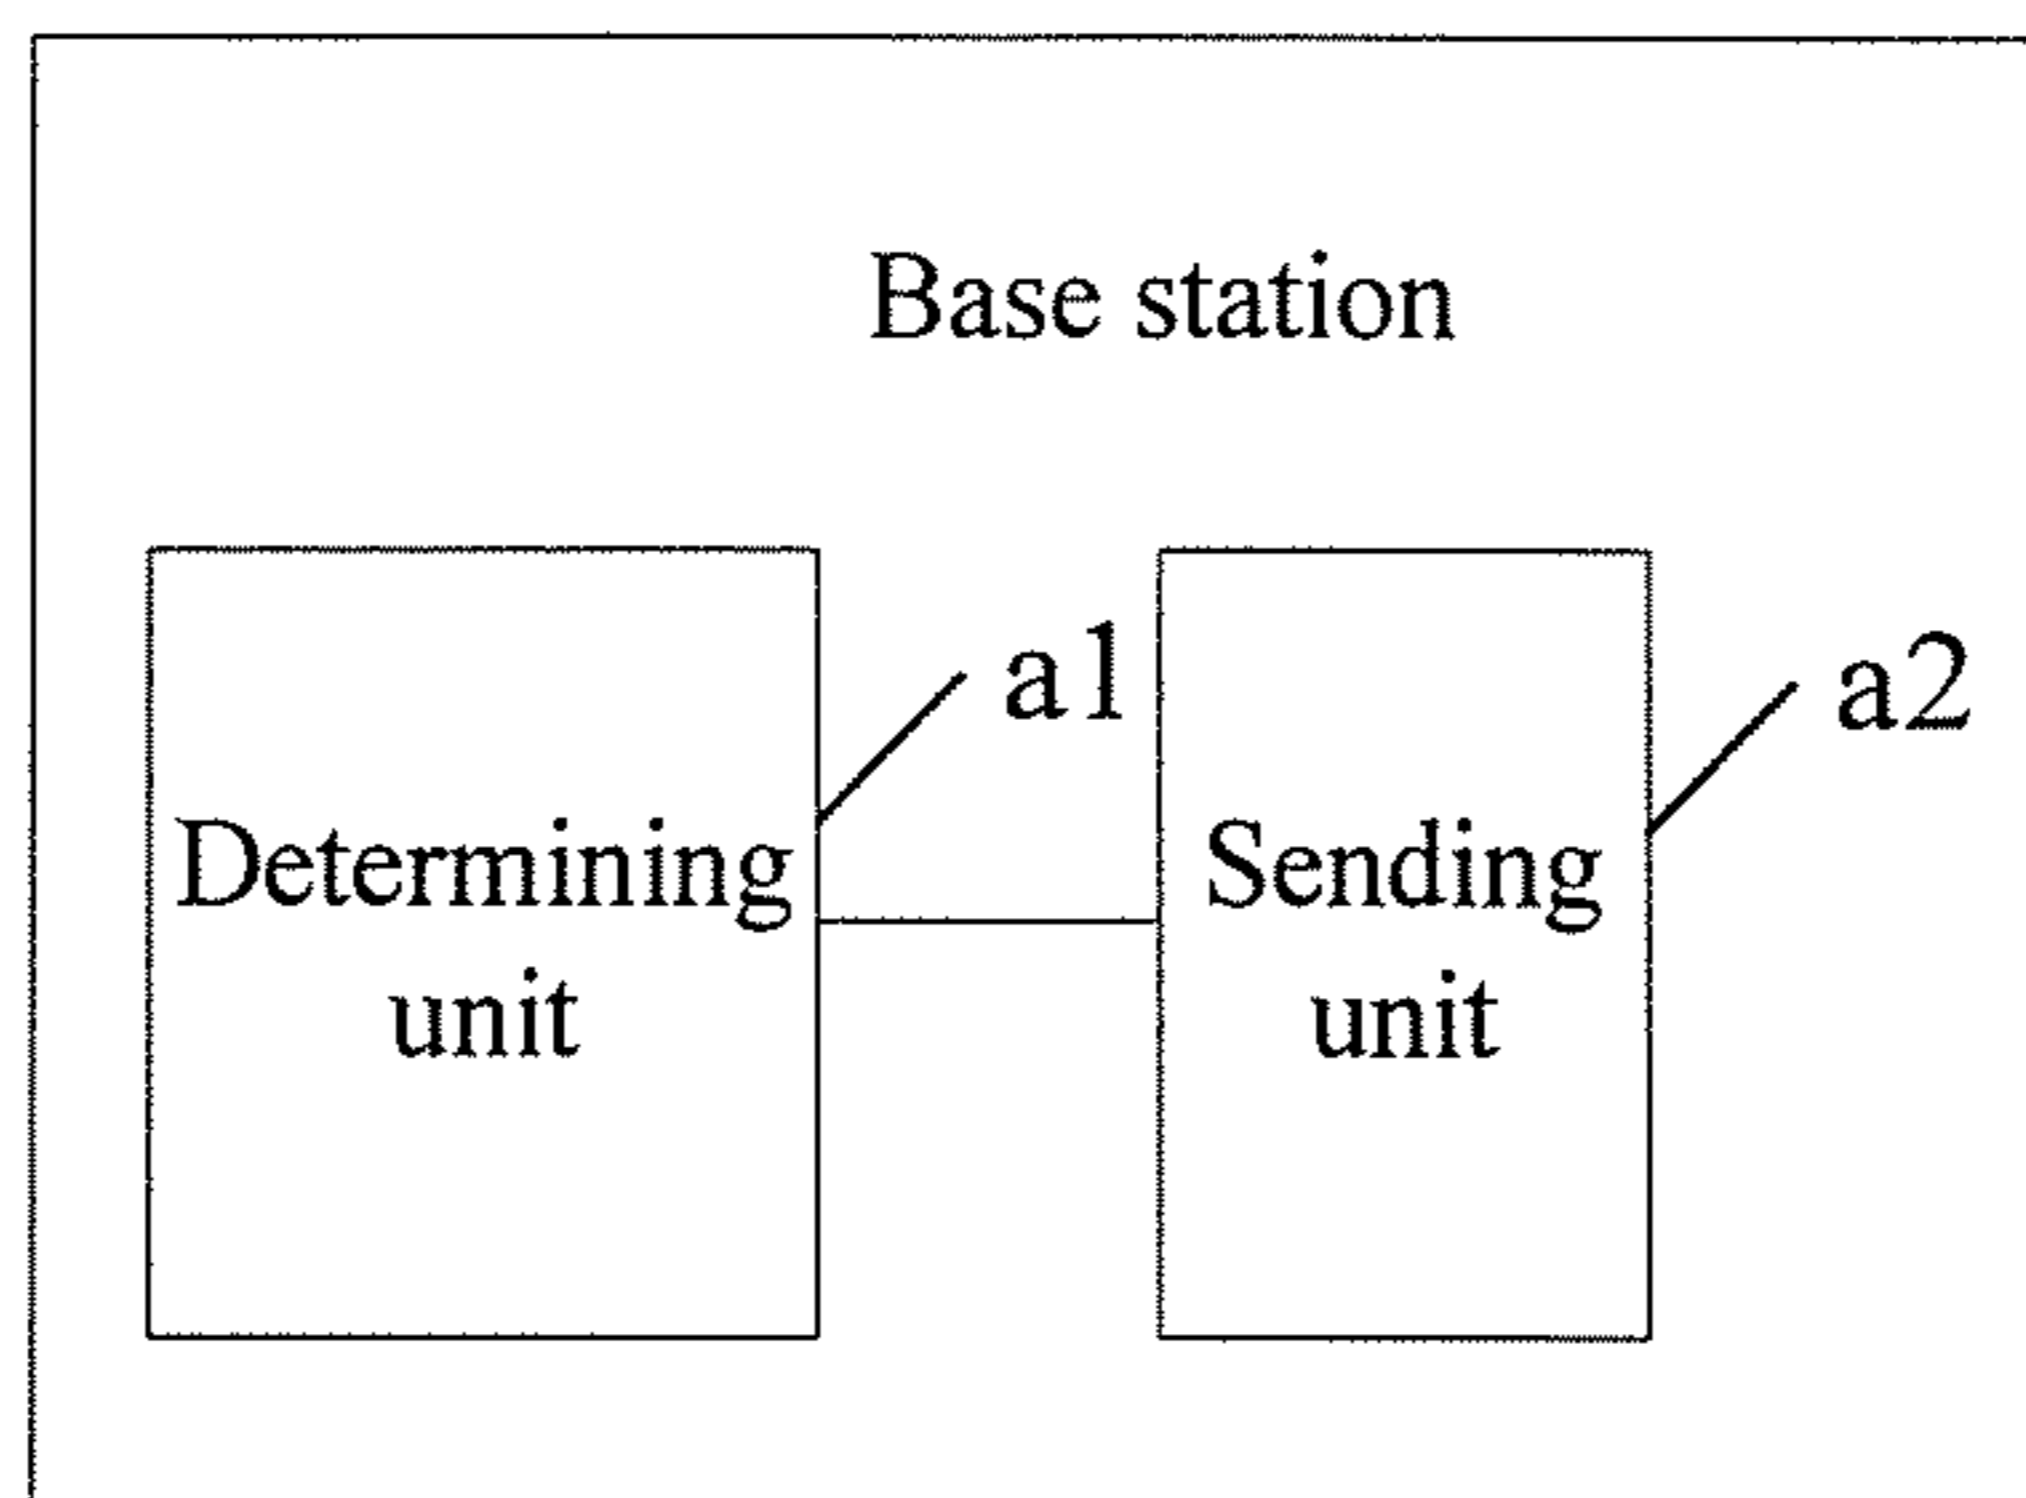 Base station
a1
a2
Determining
unit
Sending
unit